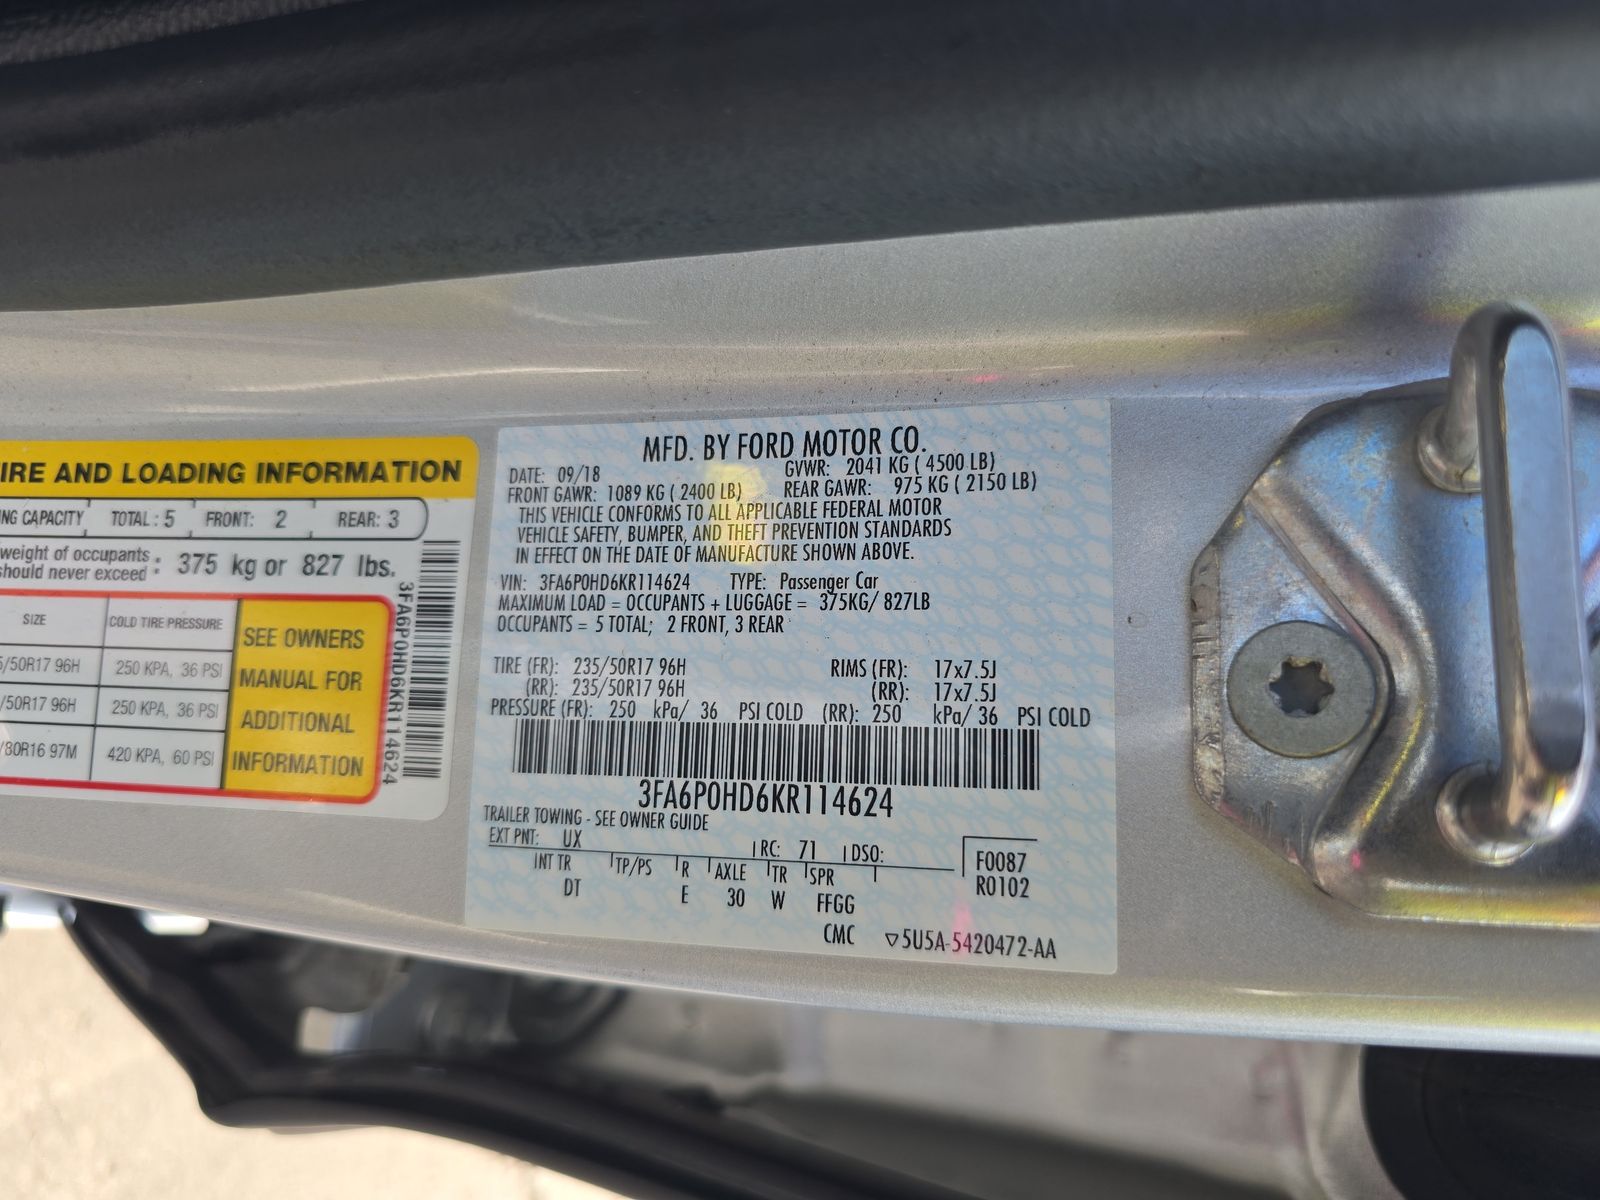 IRE AND LOADING INFORMATION
NG CAPACITY TOTAL: 5 FRONT: 2 REAR: 3
weight of occupants :
should never exceed : 375 kg or 827 lbs.
SIZE COLD TIRE PRESSURE
/50R17 96H 250 KPA, 36 PSI
/50R17 96H 250 KPA, 36 PSI
/80R16 97M 420 KPA, 60 PSI
SEE OWNERS
MANUAL FOR
ADDITIONAL
INFORMATION
3FA6P0HD6KR114624
MFD. BY FORD MOTOR CO.
DATE: 09/18 GVWR: 2041 KG ( 4500 LB)
FRONT GAWR: 1089 KG ( 2400 LB) REAR GAWR: 975 KG ( 2150 LB)
THIS VEHICLE CONFORMS TO ALL APPLICABLE FEDERAL MOTOR
VEHICLE SAFETY, BUMPER, AND THEFT PREVENTION STANDARDS
IN EFFECT ON THE DATE OF MANUFACTURE SHOWN ABOVE.
VIN: 3FA6P0HD6KR114624 TYPE: Passenger Car
MAXIMUM LOAD = OCCUPANTS + LUGGAGE = 375KG/ 827LB
OCCUPANTS = 5 TOTAL; 2 FRONT, 3 REAR
TIRE (FR): 235/50R17 96H RIMS (FR): 17x7.5J
(RR): 235/50R17 96H (RR): 17x7.5J
PRESSURE (FR): 250 kPa/ 36 PSI COLD (RR): 250 kPa/ 36 PSI COLD
3FA6P0HD6KR114624
TRAILER TOWING - SEE OWNER GUIDE
EXT PNT: UX RC: 71 DSO:
INT TR TP/PS R AXLE TR SPR
DT E 30 W FFGG
F0087
R0102
CMC ▽5U5A-5420472-AA